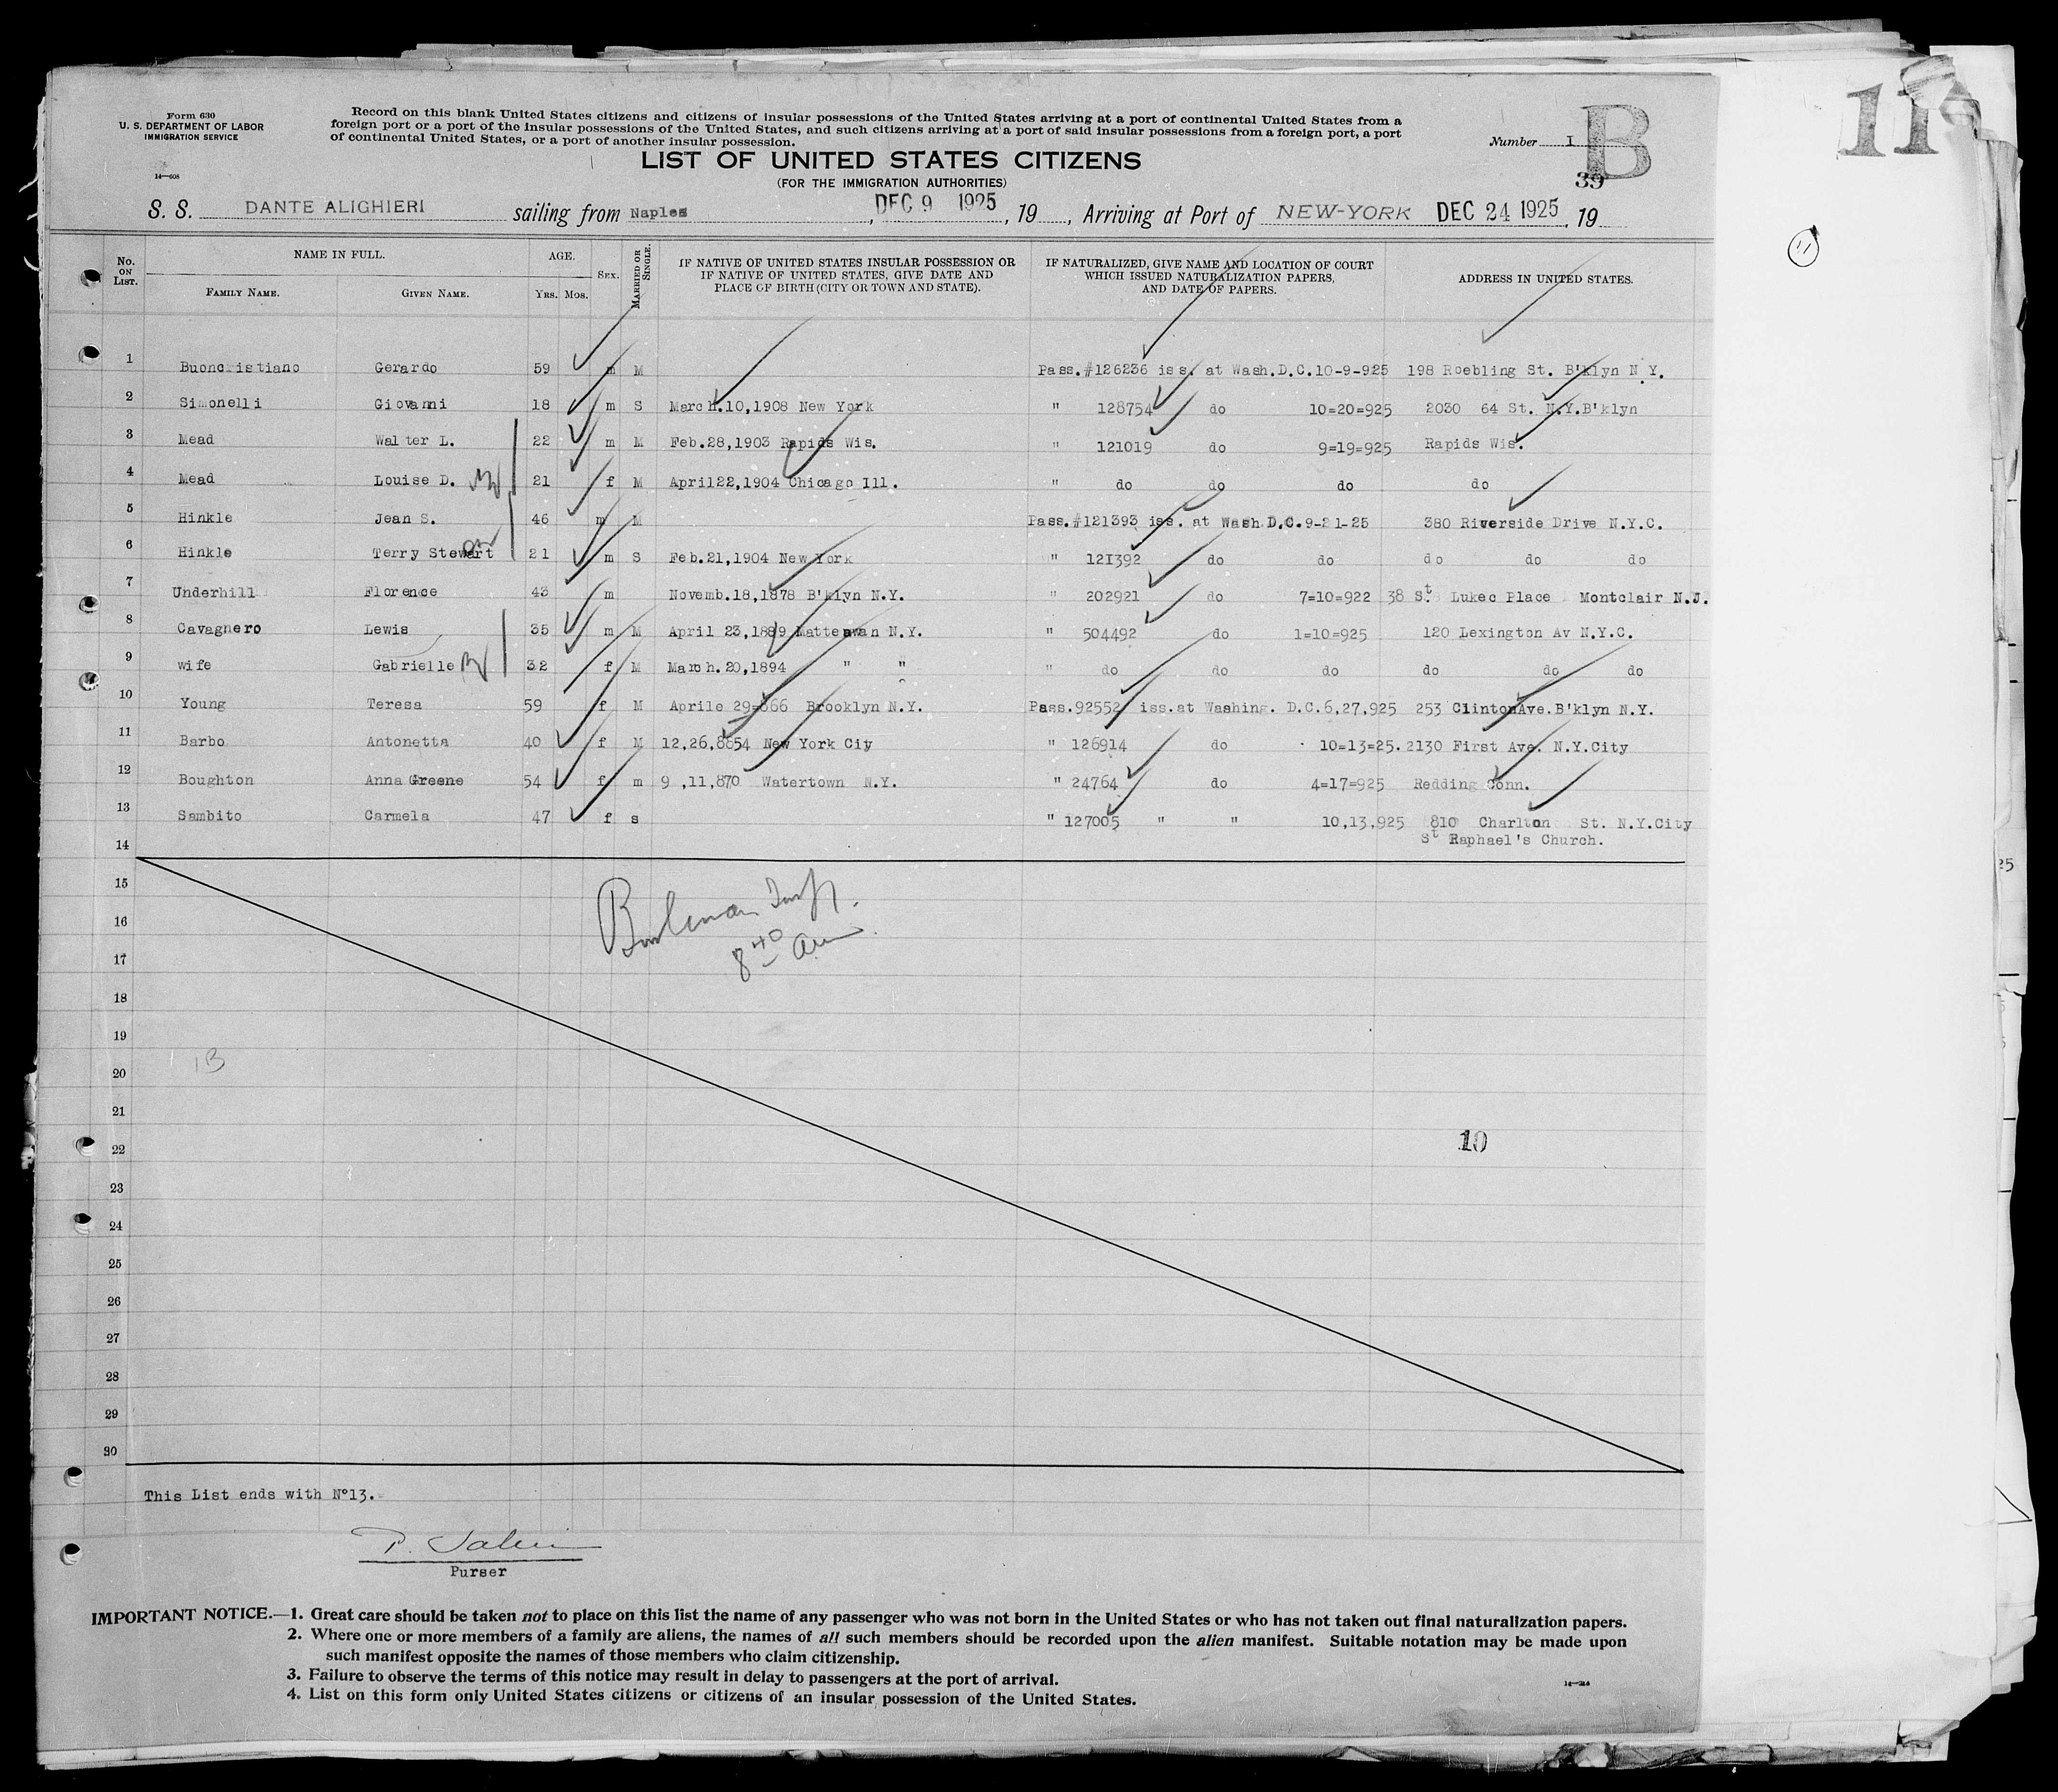 Form 630
U. S. DEPARTMENT OF LABOR
IMMIGRATION SERVICE
14—608
Record on this blank United States citizens and citizens of insular possessions of the United States arriving at a port of continental United States from a
foreign port or a port of the insular possessions of the United States, and such citizens arriving at a port of said insular possessions from a foreign port, a port
of continental United States, or a port of another insular possession.
Number I
B
39
11
LIST OF UNITED STATES CITIZENS
(FOR THE IMMIGRATION AUTHORITIES)
S. S. DANTE ALIGHIERI sailing from Naples, DEC 9 1925, 19, Arriving at Port of NEW-YORK DEC 24 1925, 19
11
No. ON LIST. NAME IN FULL. FAMILY NAME. GIVEN NAME. AGE. YRS. MOS. SEX. MARRIED OR SINGLE. IF NATIVE OF UNITED STATES INSULAR POSSESSION OR IF NATIVE OF UNITED STATES, GIVE DATE AND PLACE OF BIRTH (CITY OR TOWN AND STATE). IF NATURALIZED, GIVE NAME AND LOCATION OF COURT WHICH ISSUED NATURALIZATION PAPERS, AND DATE OF PAPERS. ADDRESS IN UNITED STATES.
1 Buoncristiano Gerardo 59 m M Pass.#126236 iss. at Wash.D.C.10-9-925 198 Roebling St. B'klyn N.Y.
2 Simonelli Giovanni 18 m S March.10,1908 New York " 128754 do 10=20=925 2030 64 St. N.Y.B'klyn
3 Mead Walter L. 22 m M Feb.28,1903 Rapids Wis. " 121019 do 9=19=925 Rapids Wis.
4 Mead Louise D. 21 f M April22,1904 Chicago Ill. " do do do do
5 Hinkle Jean S. 46 m M Pass.#121393 iss. at Wash.D.C.9-21-25 380 Riverside Drive N.Y.C.
6 Hinkle Terry Stewart 21 m S Feb.21,1904 New York " 121392 do do do do do
7 Underhill Florence 43 m Novemb.18,1878 B'klyn N.Y. " 202921 do 7=10=922 38 St. Lukec Place Montclair N.J.
8 Cavagnero Lewis 35 m M April 23,1889 Matteawan N.Y. " 504492 do 1=10=925 120 Lexington Av N.Y.C.
9 wife Gabrielle 32 f M March.20,1894 " " " do do do do do do
10 Young Teresa 59 f M Aprile 29=866 Brooklyn N.Y. Pass.92552 iss.at Washing. D.C.6,27,925 253 ClintonAve.B'klyn N.Y.
11 Barbo Antonetta 40 f M 12,26,8854 New York City " 126914 do 10=13=25. 2130 First Ave. N.Y.City
12 Boughton Anna Greene 54 f m 9 ,11,870 Watertown N.Y. " 24764 do 4=17=925 Redding Conn.
13 Sambito Carmela 47 f s " 127005 " " 10,13,925 810 Charlton St. N.Y.City
14 St Raphael's Church.
15
16
8 40 am
17
18
19
1B
20
21
10
22
23
24
25
26
27
28
29
30
This List ends with N°13.
Purser
IMPORTANT NOTICE.—1. Great care should be taken not to place on this list the name of any passenger who was not born in the United States or who has not taken out final naturalization papers.
2. Where one or more members of a family are aliens, the names of all such members should be recorded upon the alien manifest. Suitable notation may be made upon
such manifest opposite the names of those members who claim citizenship.
3. Failure to observe the terms of this notice may result in delay to passengers at the port of arrival.
4. List on this form only United States citizens or citizens of an insular possession of the United States.